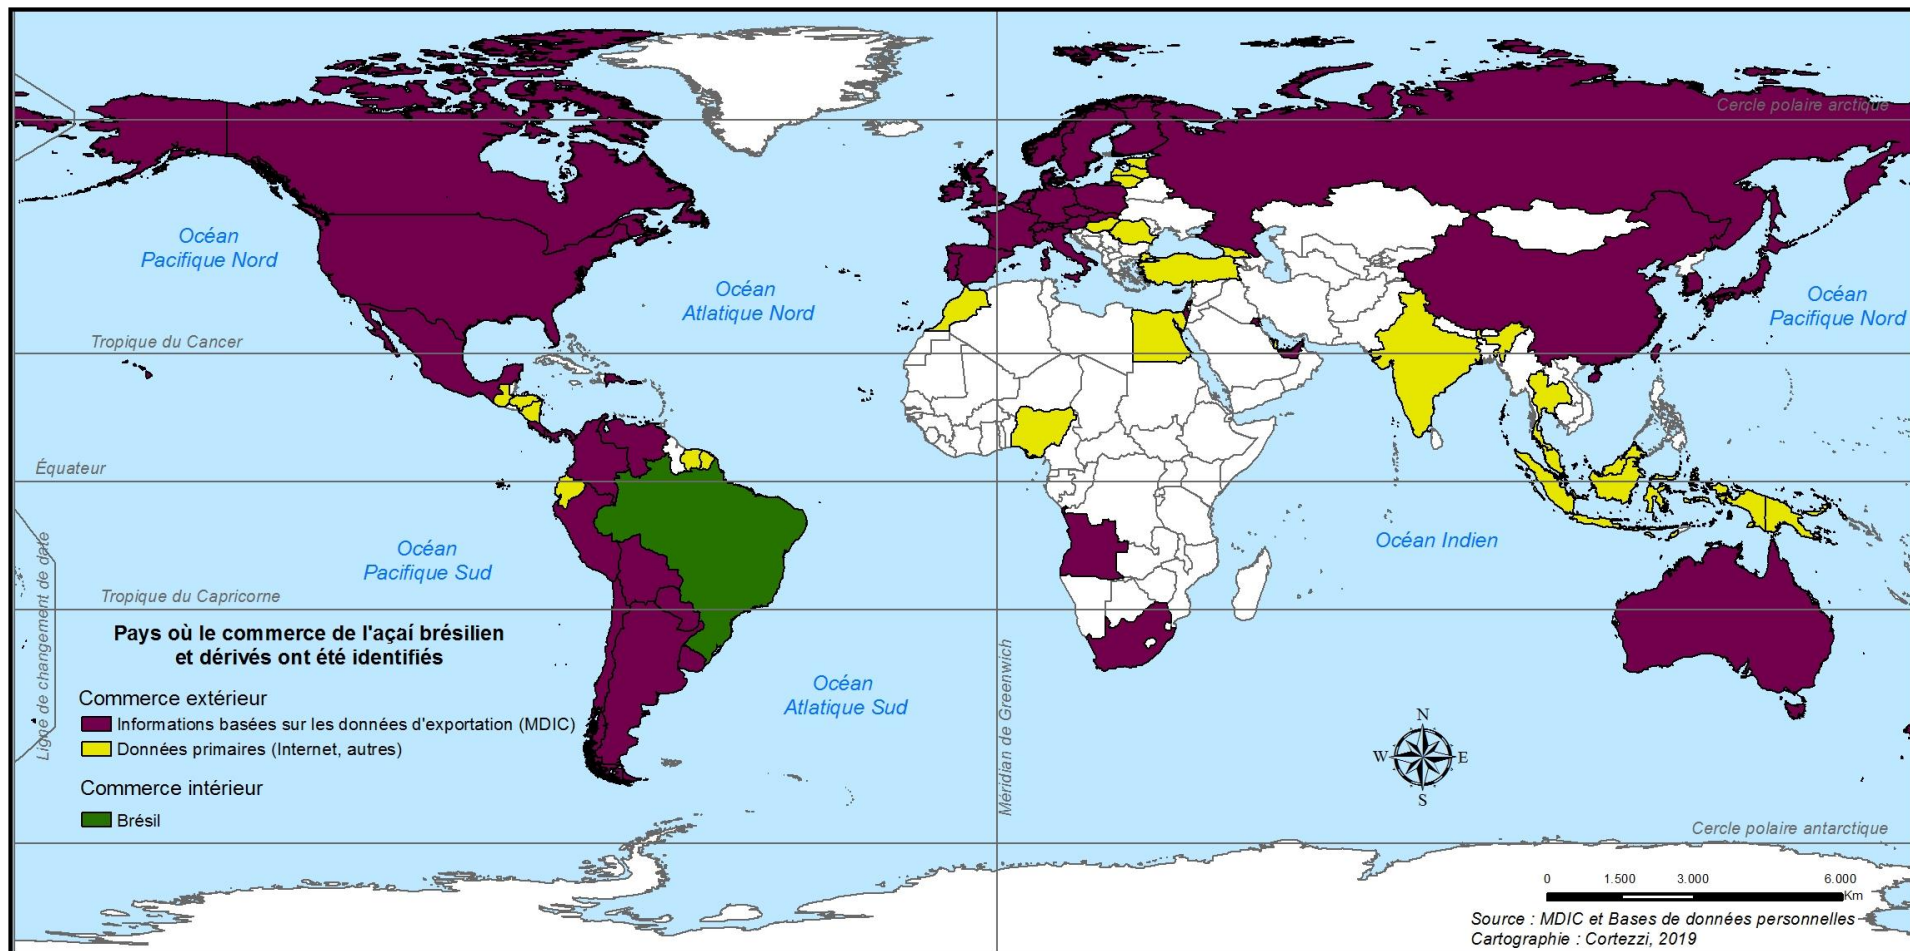 Cercle polaire arctique
Océan
Pacifique Nord
Océan
Atlatique Nord
Océan
Pacifique Nord
Tropique du Cancer
Équateur
Océan
Pacifique Sud
Océan Indien
Ligne de changement de date
Tropique du Capricorne
Pays où le commerce de l'açaí brésilien
et dérivés ont été identifiés
Commerce extérieur
Informations basées sur les données d'exportation (MDIC)
Données primaires (Internet, autres)
Commerce intérieur
Brésil
Océan
Atlatique Sud
Méridian de Greenwich
N
W
E
S
Cercle polaire antarctique
0 1.500 3.000 6.000
Km
Source : MDIC et Bases de données personnelles
Cartographie : Cortezzi, 2019